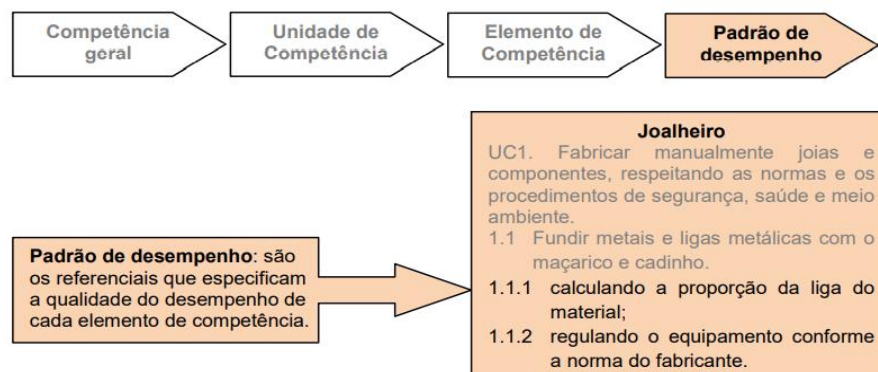 Competência
geral
Unidade de
Competência
Elemento de
Competência
Padrão de
desempenho
Padrão de desempenho: são
os referenciais que especificam
a qualidade do desempenho de
cada elemento de competência.
Joalheiro
UC1. Fabricar manualmente joias e
componentes, respeitando as normas e os
procedimentos de segurança, saúde e meio
ambiente.
1.1 Fundir metais e ligas metálicas com o
maçarico e cadinho.
1.1.1 calculando a proporção da liga do
material;
1.1.2 regulando o equipamento conforme
a norma do fabricante.